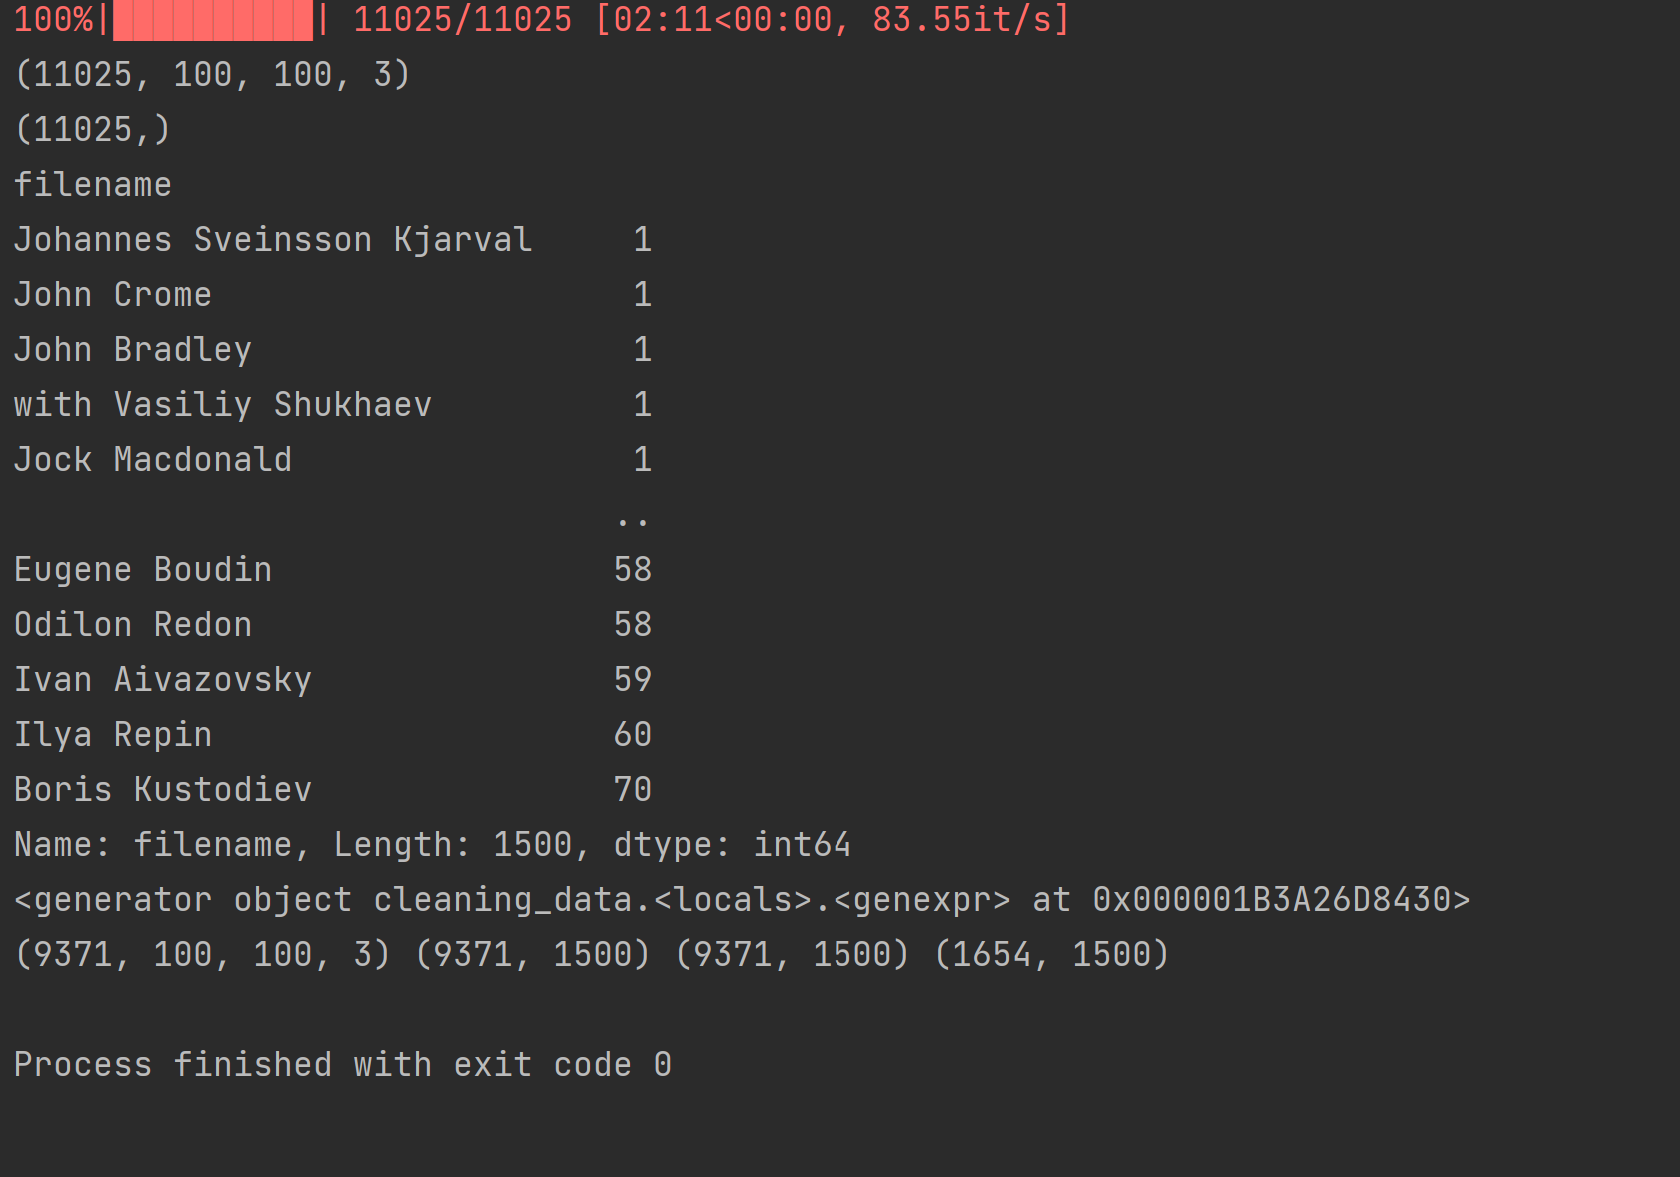 100%|██████████| 11025/11025 [02:11<00:00, 83.55it/s]
(11025, 100, 100, 3)
(11025,)
filename
Johannes Sveinsson Kjarval     1
John Crome                     1
John Bradley                   1
with Vasiliy Shukhaev          1
Jock Macdonald                 1
                              ..
Eugene Boudin                 58
Odilon Redon                  58
Ivan Aivazovsky               59
Ilya Repin                    60
Boris Kustodiev               70
Name: filename, Length: 1500, dtype: int64
<generator object cleaning_data.<locals>.<genexpr> at 0x000001B3A26D8430>
(9371, 100, 100, 3) (9371, 1500) (9371, 1500) (1654, 1500)
Process finished with exit code 0